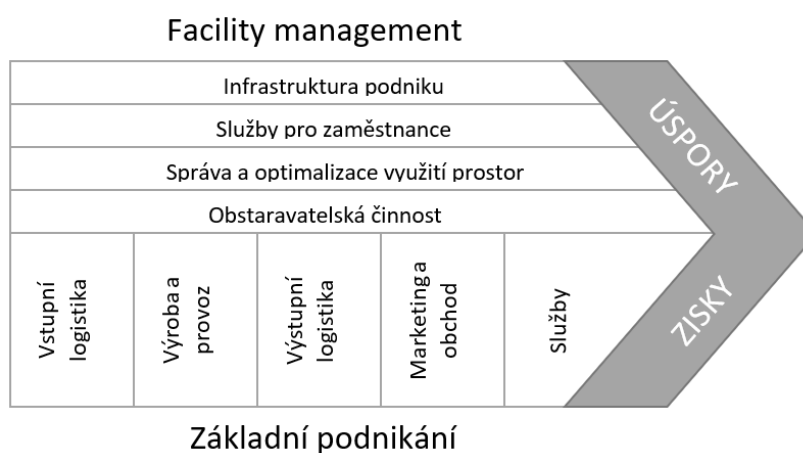 Facility management
Infrastruktura podniku
Služby pro zaměstnance
Správa a optimalizace využití prostor
Obstaravatelská činnost
ÚSPORY
Vstupní
logistika
Výroba a
provoz
Výstupní
logistika
Marketing a
obchod
Služby
ZISKY
Základní podnikání